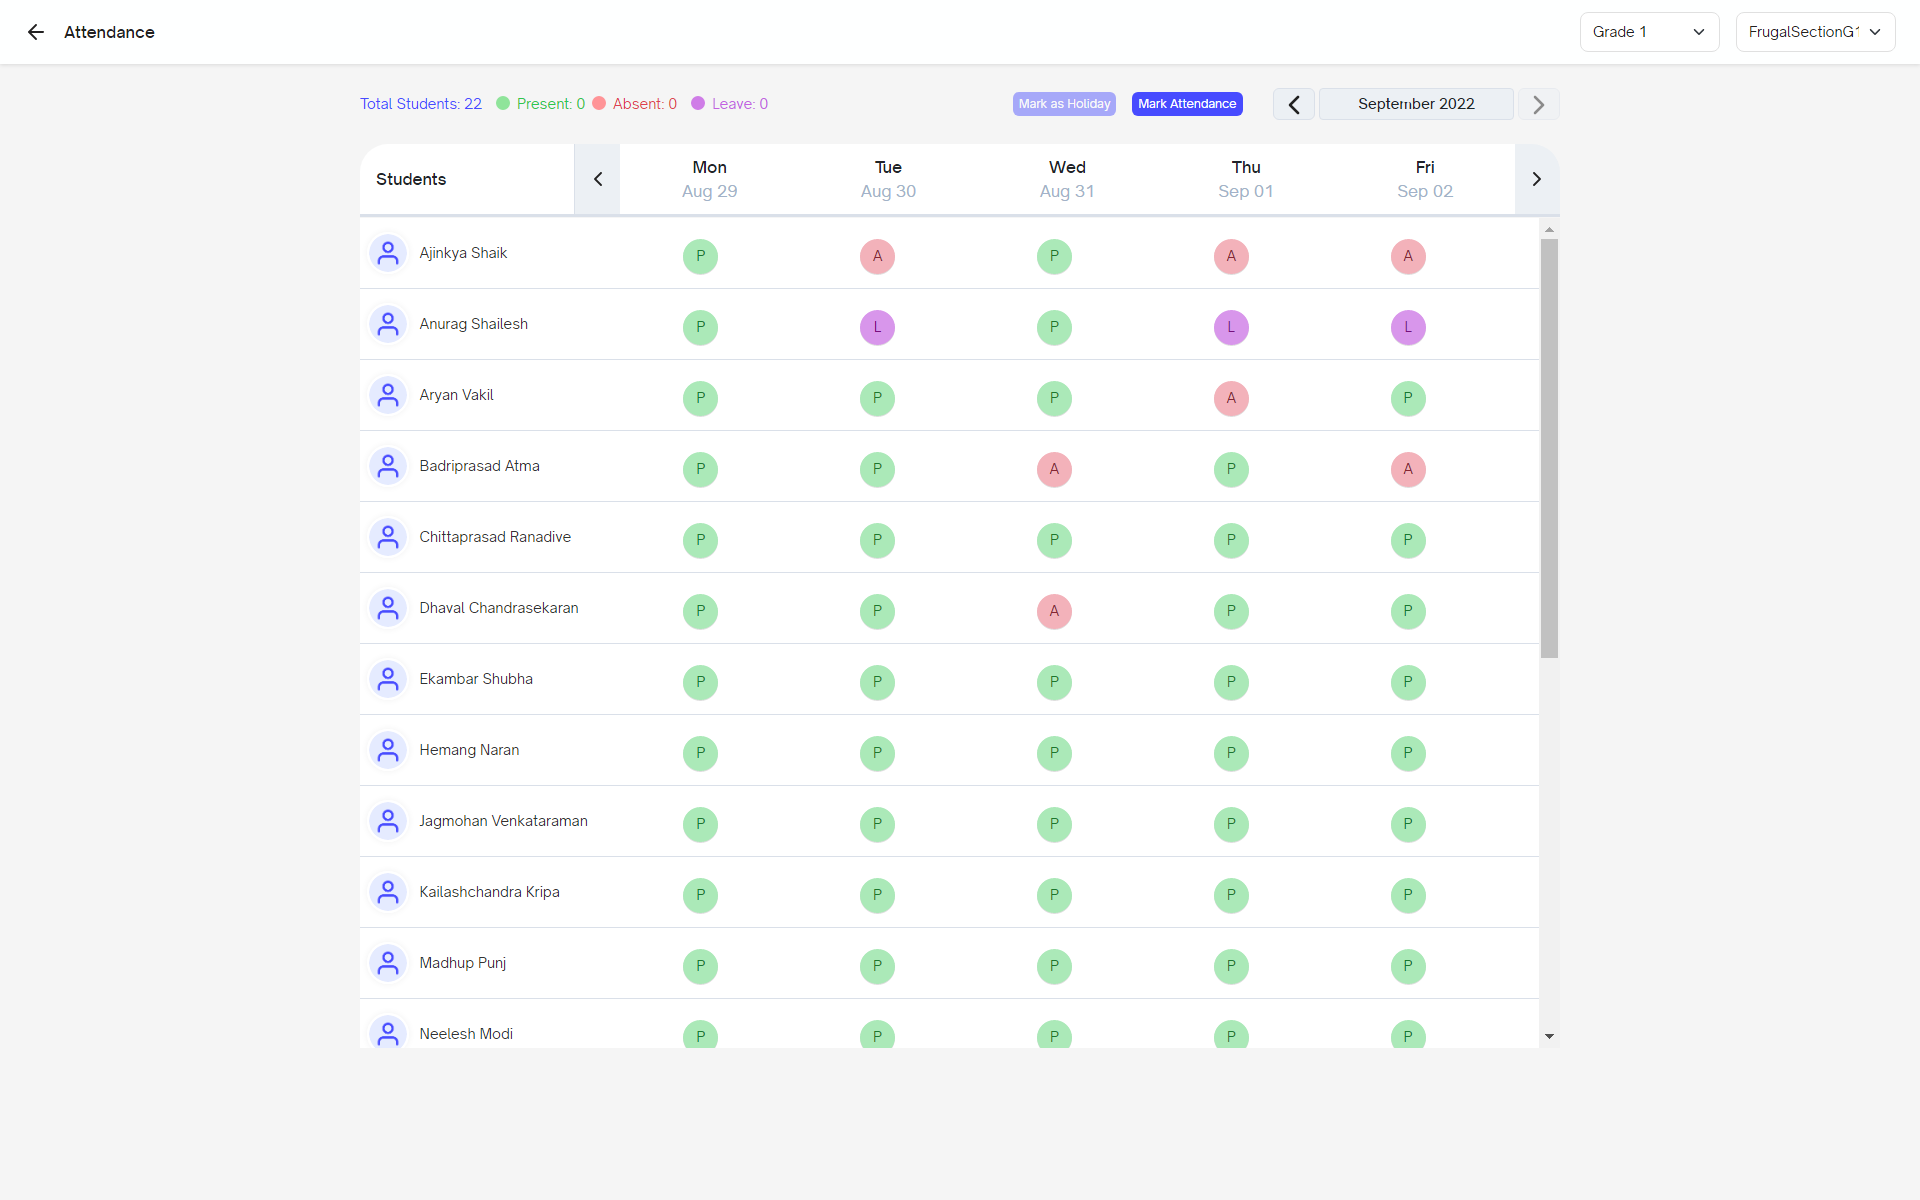 Attendance
Grade 1
FrugalSectionG1
Total Students: 22 Present: 0 Absent: 0 Leave: 0
Mark as Holiday
Mark Attendance
September 2022
Students
Mon Tue Wed Thu Fri
Aug 29 Aug 30 Aug 31 Sep 01 Sep 02
Ajinkya Shaik P A P A A
Anurag Shailesh P L P L L
Aryan Vakil P P P A P
Badriprasad Atma P P A P A
Chittaprasad Ranadive P P P P P
Dhaval Chandrasekaran P P A P P
Ekambar Shubha P P P P P
Hemang Naran P P P P P
Jagmohan Venkataraman P P P P P
Kailashchandra Kripa P P P P P
Madhup Punj P P P P P
Neelesh Modi P P P P P